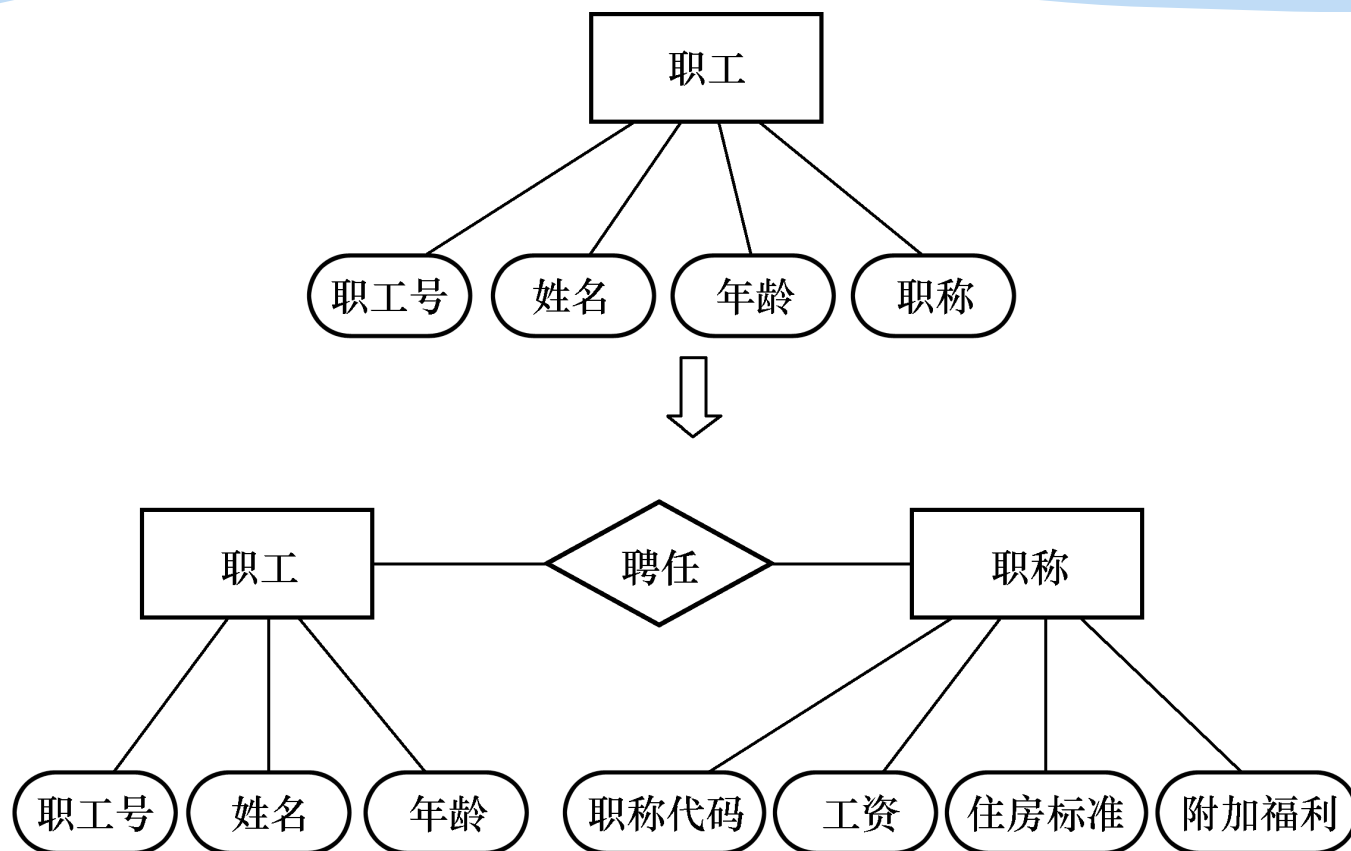 职工
职工号 姓名 年龄 职称
职工 聘任 职称
职工号 姓名 年龄 职称代码 工资 住房标准 附加福利